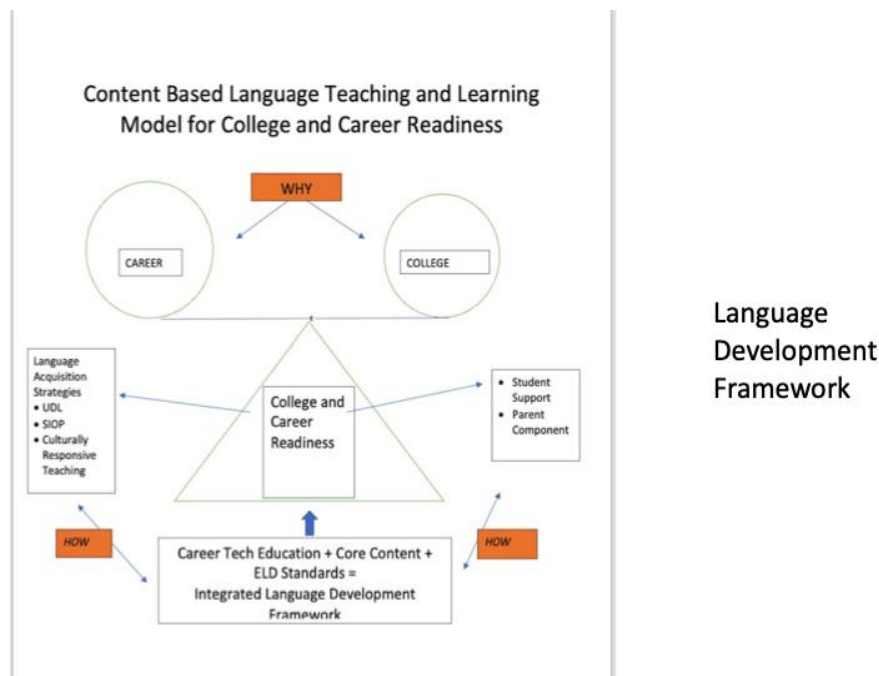 Content Based Language Teaching and Learning
Model for College and Career Readiness
WHY
CAREER
COLLEGE
Language
Acquisition
Strategies
• UDL
• SIOP
• Culturally
Responsive
Teaching
College and
Career
Readiness
• Student
Support
• Parent
Component
HOW
HOW
Career Tech Education + Core Content +
ELD Standards =
Integrated Language Development
Framework
Language
Development
Framework